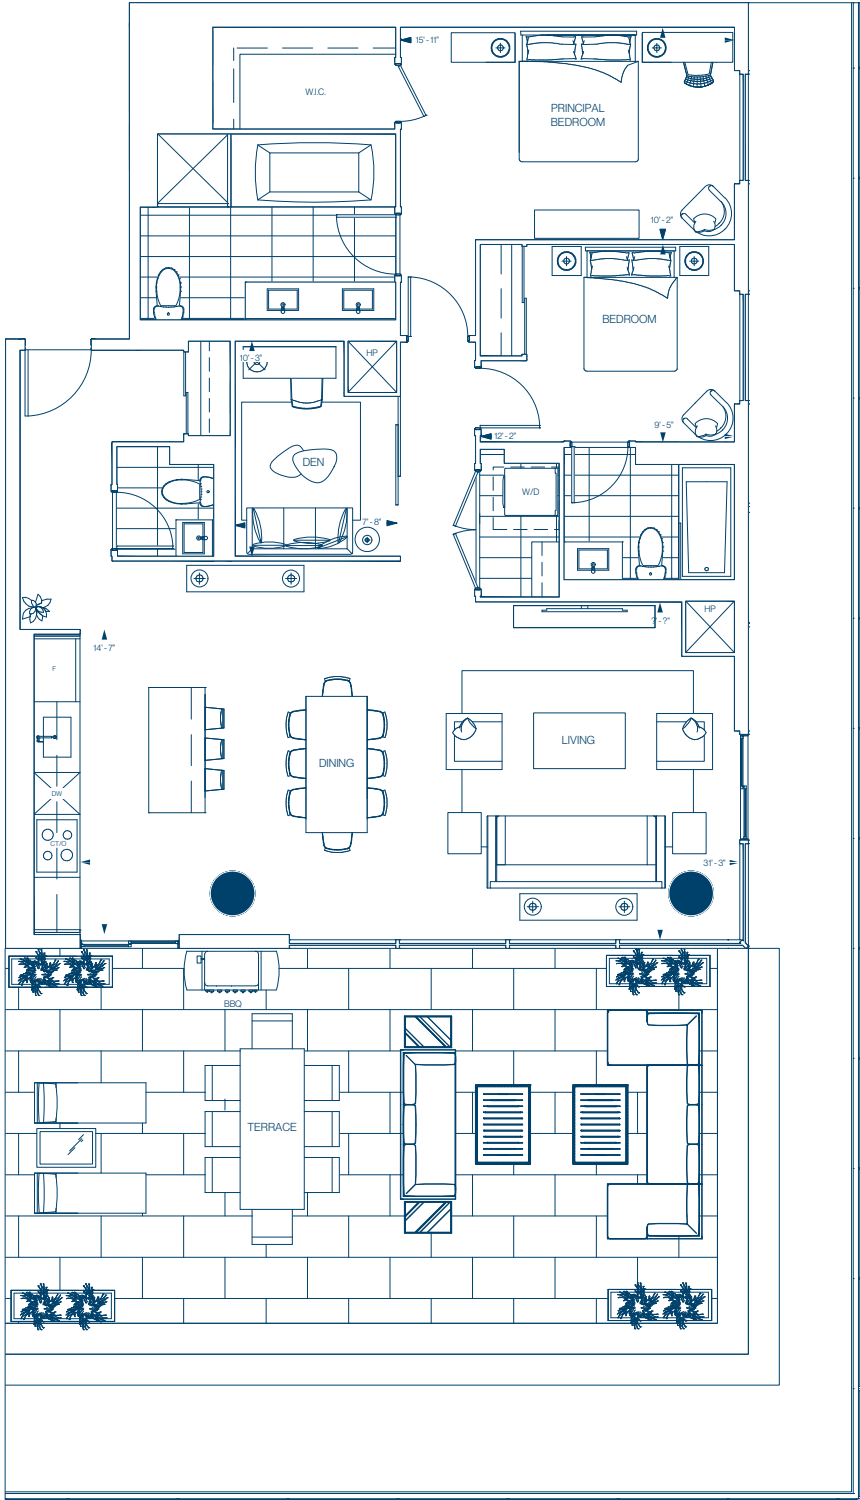 15'-11"
W.I.C.
PRINCIPAL
BEDROOM
10'-2"
BEDROOM
HP
10'-3"
9'-5"
12'-2"
DEN
W/D
7'-8"
HP
?'-?"
14'-7"
F
LIVING
DINING
DW
CT/O
31'-3"
BBQ
TERRACE